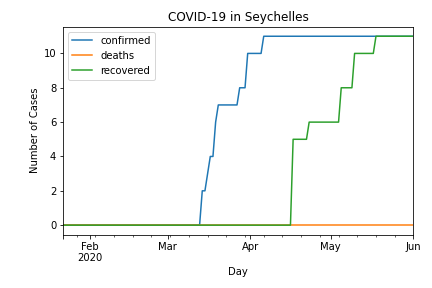 COVID-19 in Seychelles
confirmed
deaths
recovered
Number of Cases
10
8
6
4
2
0
Feb Mar Apr May Jun
2020
Day